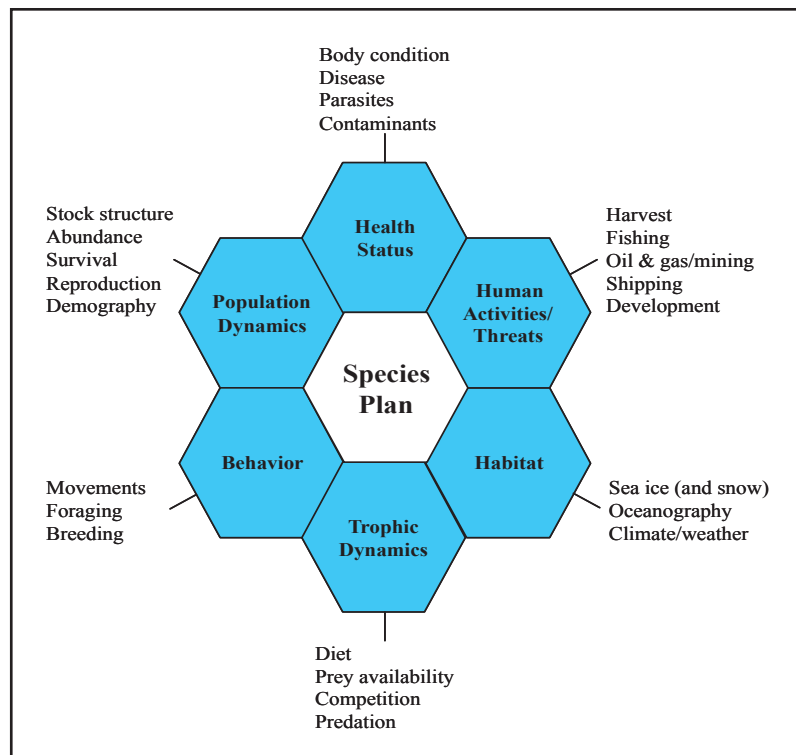 Body condition
Disease
Parasites
Contaminants
Health
Status
Stock structure
Abundance
Survival
Reproduction
Demography
Population
Dynamics
Harvest
Fishing
Oil & gas/mining
Shipping
Development
Human
Activities/
Threats
Species
Plan
Behavior
Movements
Foraging
Breeding
Habitat
Sea ice (and snow)
Oceanography
Climate/weather
Trophic
Dynamics
Diet
Prey availability
Competition
Predation